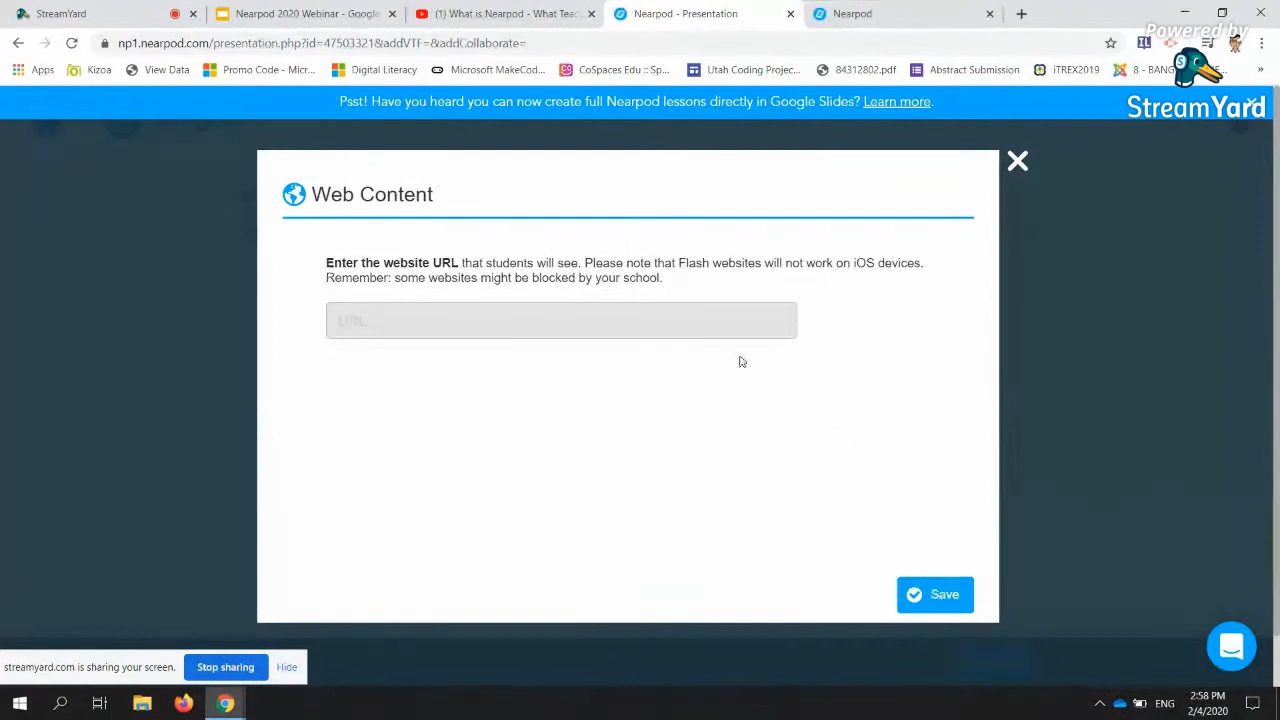 StreamYard
Nearpod 2020 Webinar - Google
(1) What is Nearpod - What Teac
Nearpod - Presentation
Nearpod
Powered by
np1.nearpod.com/presentation.php?id=47503321&addVTF=&addCollaborate=
Apps
Kizoa
View Data
Promo Code - Micr...
Digital Literacy
Microsoft MakeCod...
CoSpaces Edu :: Sp...
Utah Coding Projec...
84312802.pdf
Abstract Submission
iTREX2019
8 - BANG
StreamYard
Psst! Have you heard you can now create full Nearpod lessons directly in Google Slides? Learn more.
Web Content
Enter the website URL that students will see. Please note that Flash websites will not work on iOS devices.
Remember: some websites might be blocked by your school.
URL
Save
streamyard.com is sharing your screen.
Stop sharing
Hide
ENG
2:58 PM
2/4/2020